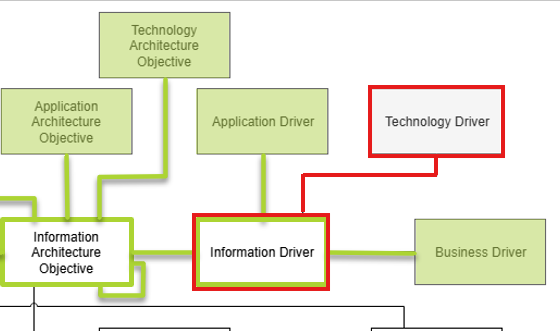 Technology
Architecture
Objective
Application
Architecture
Objective
Application Driver
Technology Driver
Information
Architecture
Objective
Information Driver
Business Driver